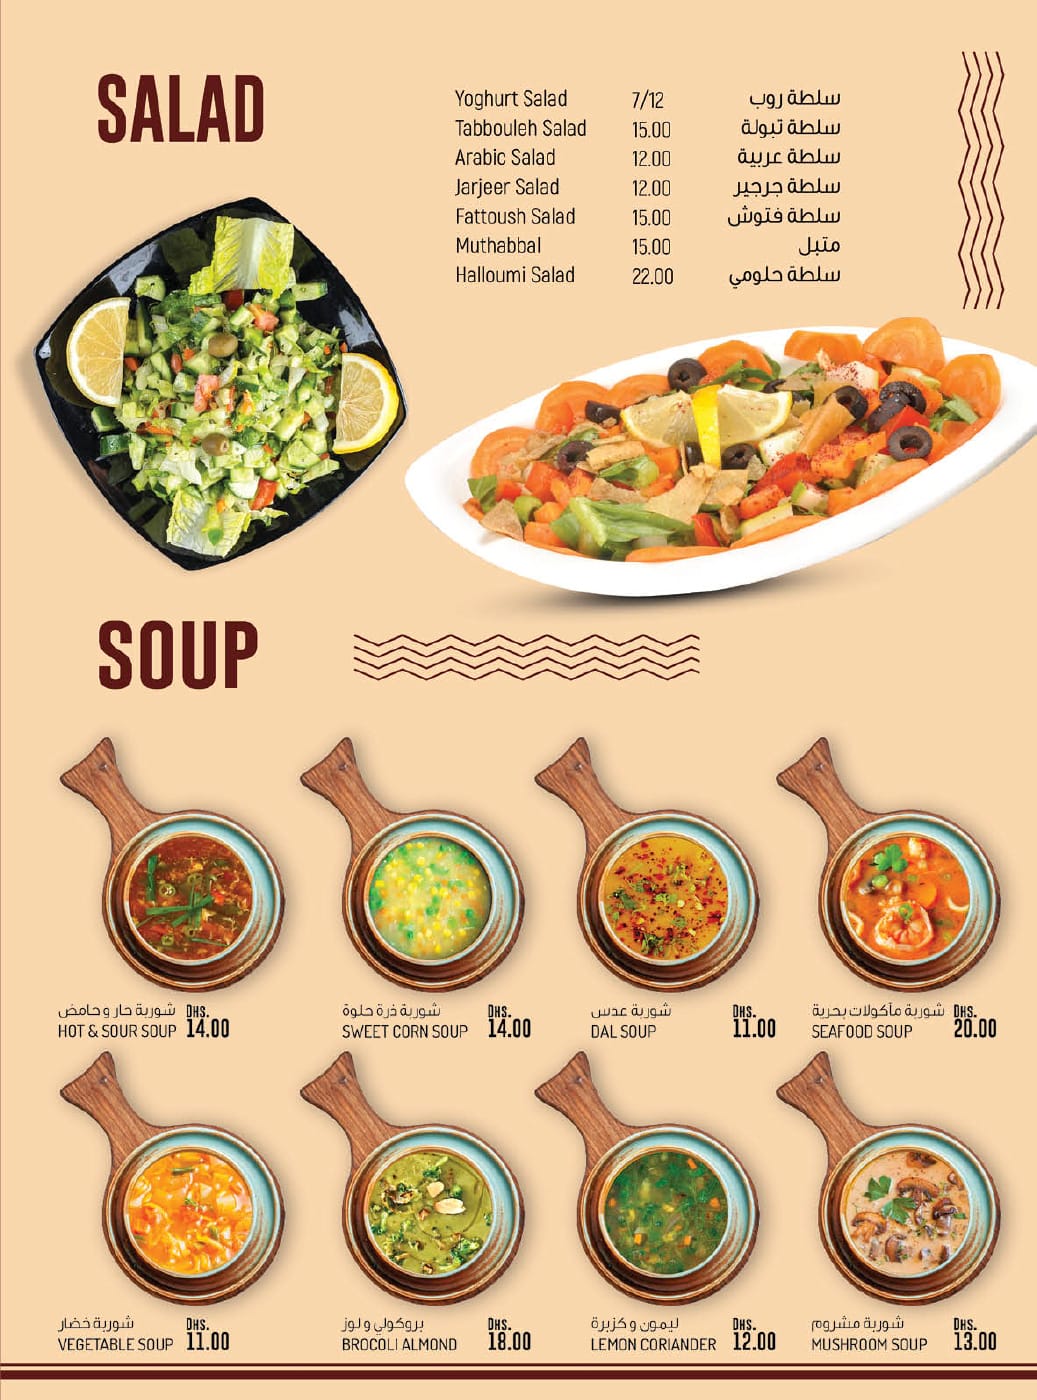 SALAD
Yoghurt Salad 7/12 سلطة روب
Tabbouleh Salad 15.00 سلطة تبولة
Arabic Salad 12.00 سلطة عربية
Jarjeer Salad 12.00 سلطة جرجير
Fattoush Salad 15.00 سلطة فتوش
Muthabbal 15.00 متبل
Halloumi Salad 22.00 سلطة حلومي
SOUP
شوربة حار و حامض DHS.
HOT & SOUR SOUP 14.00
شوربة ذرة حلوة DHS.
SWEET CORN SOUP 14.00
شوربة عدس DHS.
DAL SOUP 11.00
شوربة مآكولات بحرية DHS.
SEAFOOD SOUP 20.00
شوربة خضار DHS.
VEGETABLE SOUP 11.00
بروكولي و لوز DHS.
BROCOLI ALMOND 18.00
ليمون و كزبرة DHS.
LEMON CORIANDER 12.00
شوربة مشروم DHS.
MUSHROOM SOUP 13.00